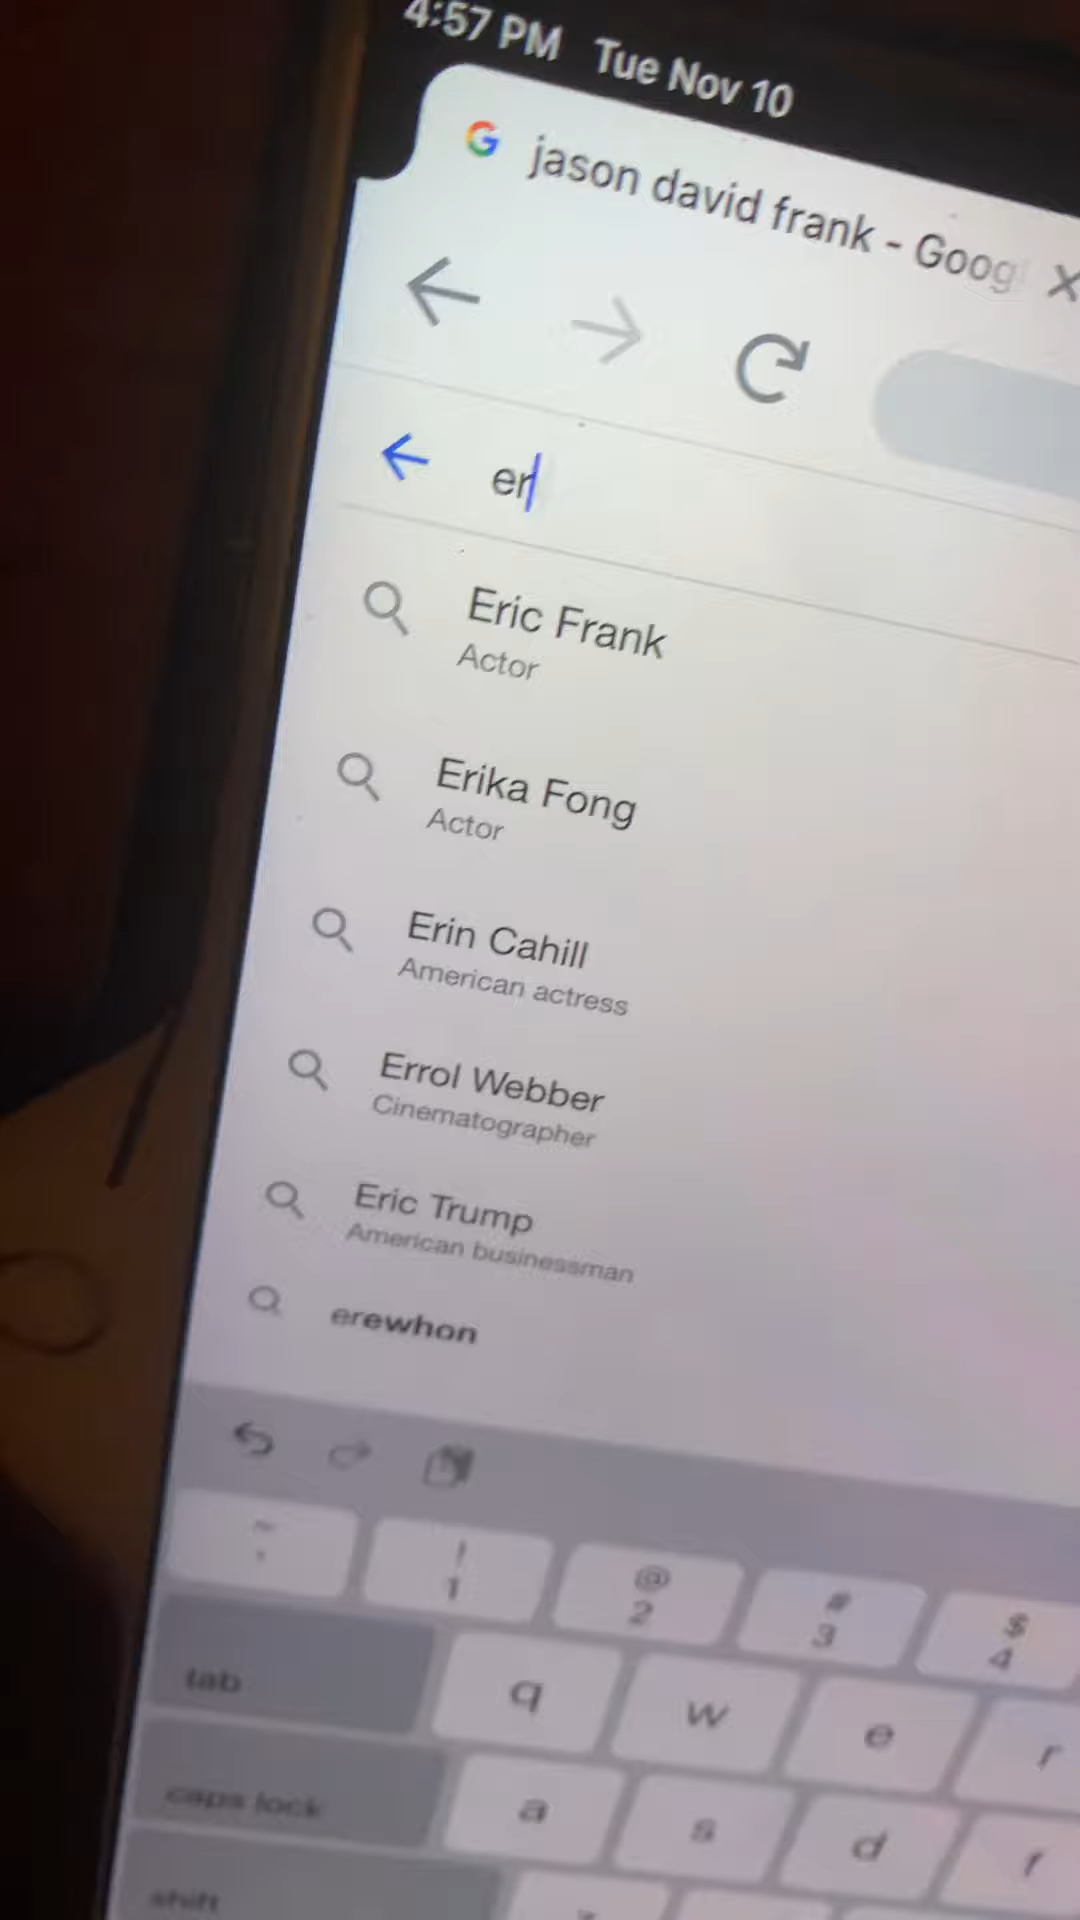 4:57 PM Tue Nov 10
jason david frank - Goog
er
Eric Frank
Actor
Erika Fong
Actor
Erin Cahill
American actress
Errol Webber
Cinematographer
Eric Trump
American businessman
erewhon
~ ! @ # $
1 2 3 4
tab q w e r
caps lock a s d f
shift